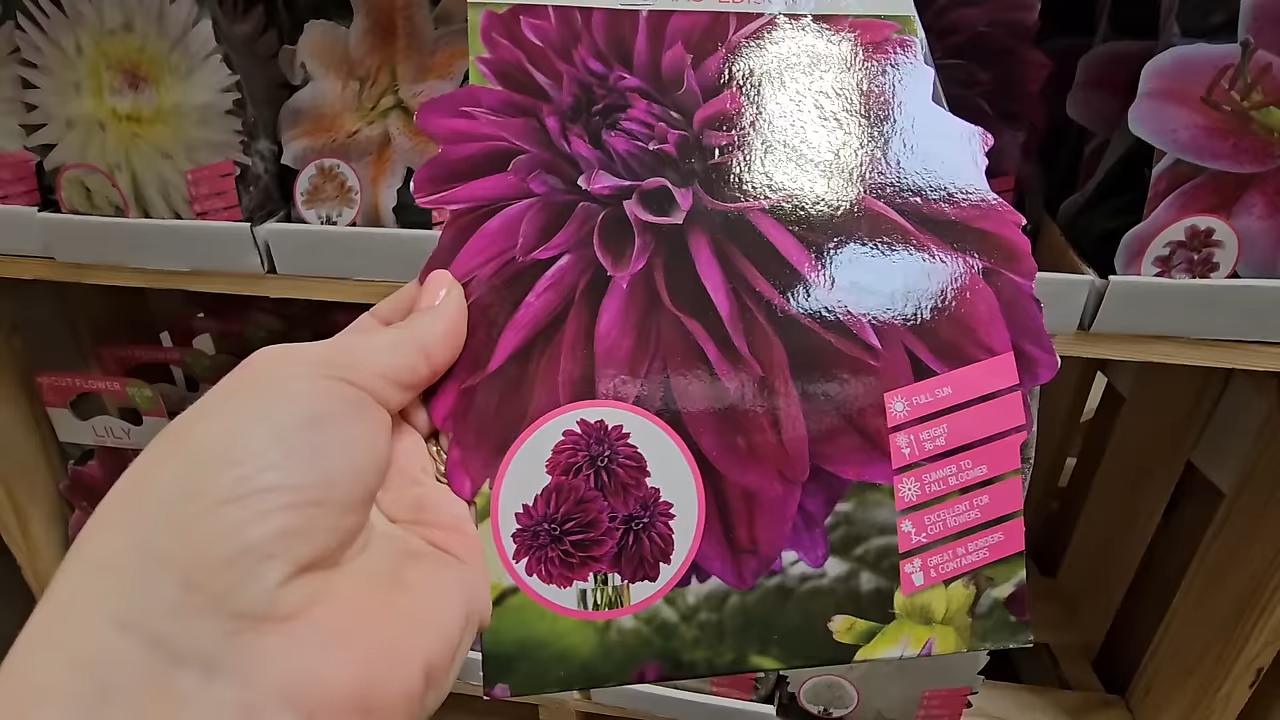 FULL SUN
HEIGHT
36-48"
SUMMER TO
FALL BLOOMER
EXCELLENT FOR
CUT FLOWERS
GREAT IN BORDERS
& CONTAINERS
CUT FLOWER
LILY